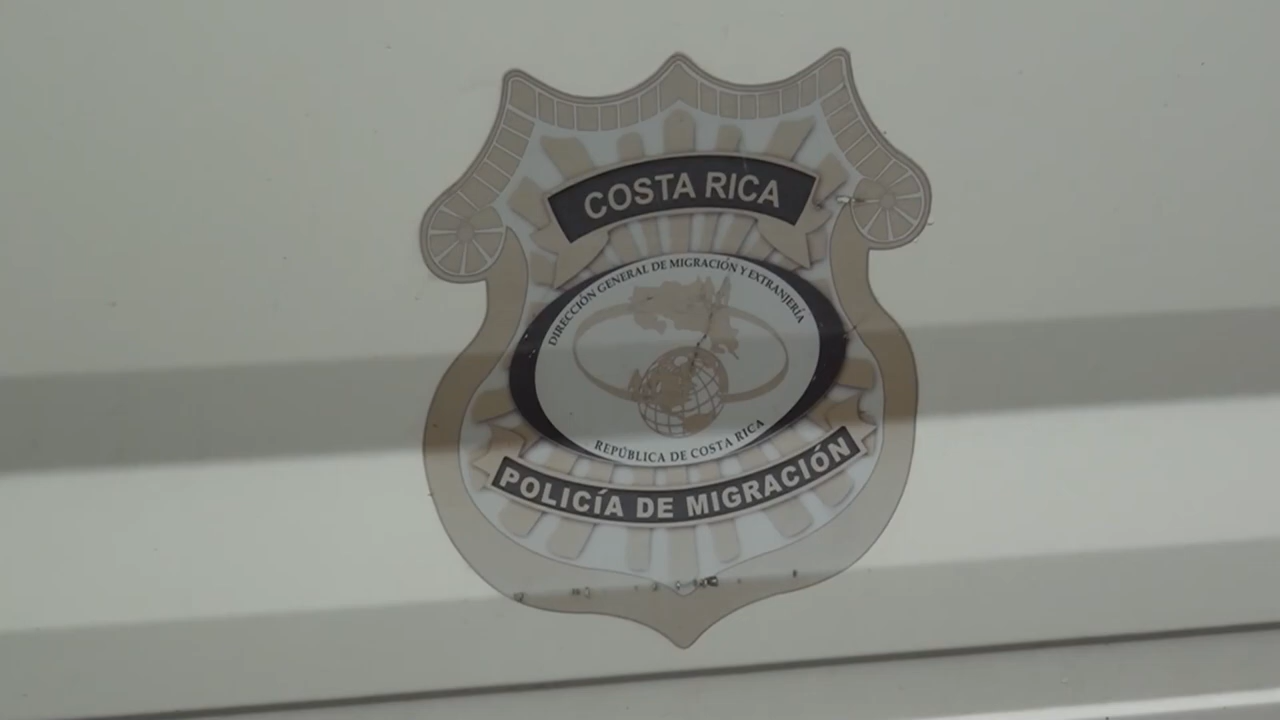 COSTA RICA
DIRECCIÓN GENERAL DE MIGRACIÓN Y EXTRANJERÍA
REPÚBLICA DE COSTA RICA
POLICÍA DE MIGRACIÓN